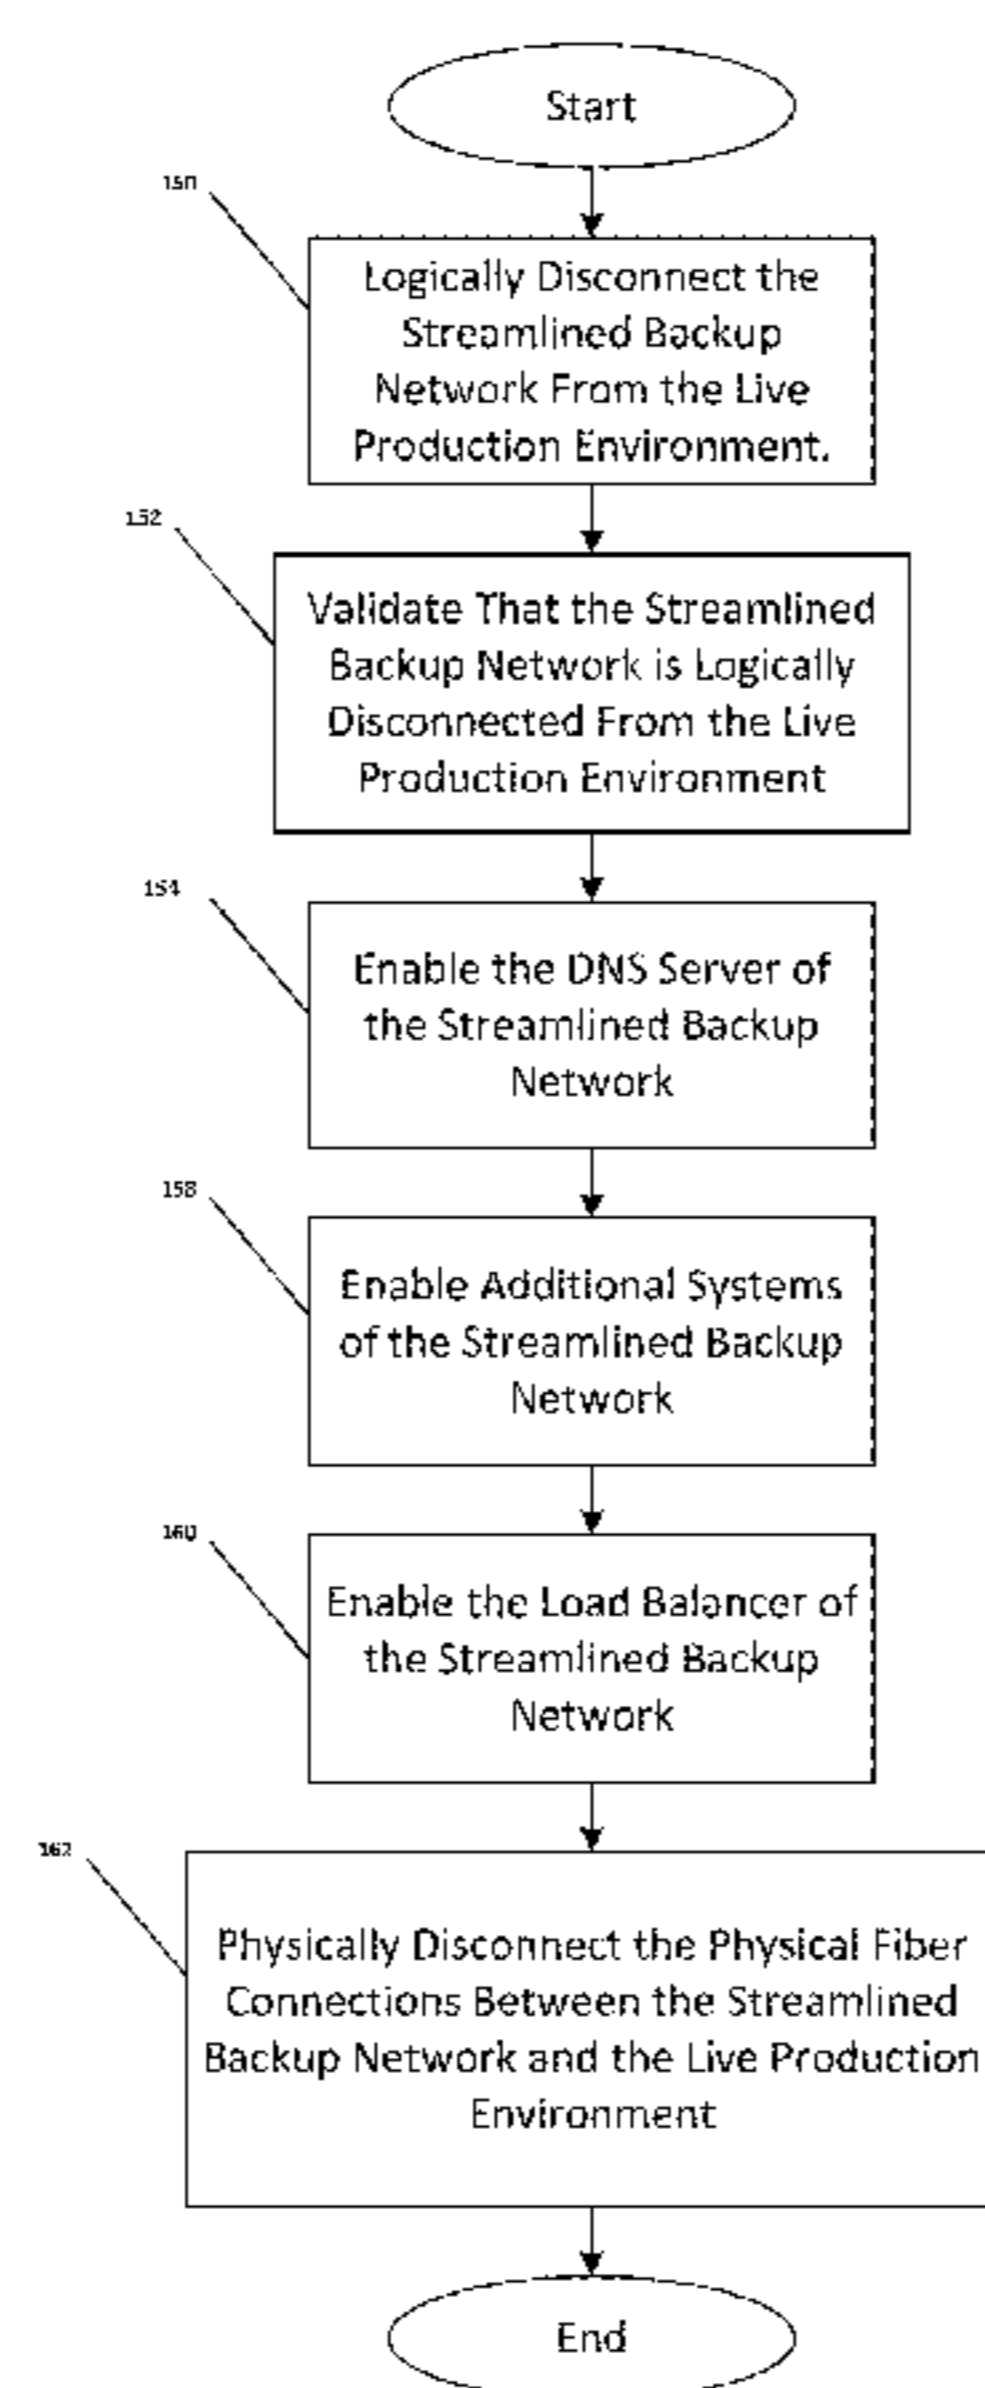 Start
150
Logically Disconnect the
Streamlined Backup
Network From the Live
Production Environment.
152
Validate That the Streamlined
Backup Network is Logically
Disconnected From the Live
Production Environment
154
Enable the DNS Server of
the Streamlined Backup
Network
158
Enable Additional Systems
of the Streamlined Backup
Network
160
Enable the Load Balancer of
the Streamlined Backup
Network
162
Physically Disconnect the Physical Fiber
Connections Between the Streamlined
Backup Network and the Live Production
Environment
End